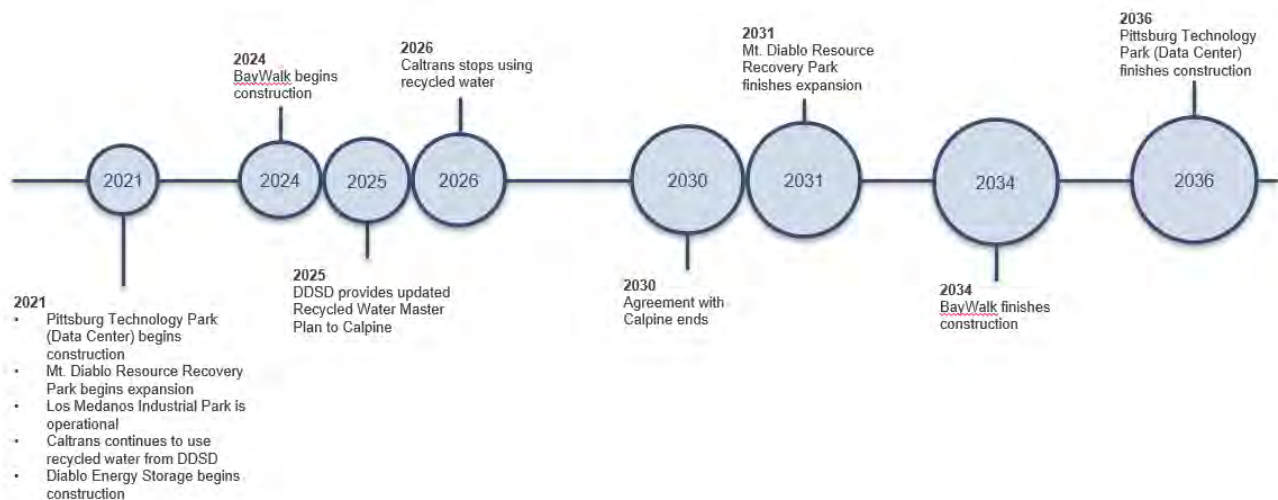 2036
Pittsburg Technology
Park (Data Center)
finishes construction
2031
Mt. Diablo Resource
Recovery Park
finishes expansion
2026
Caltrans stops using
recycled water
2024
BayWalk begins
construction
2021
2024
2025
2026
2030
2031
2034
2036
2025
DDSD provides updated
Recycled Water Master
Plan to Calpine
2030
Agreement with
Calpine ends
2034
BayWalk finishes
construction
2021
• Pittsburg Technology Park
(Data Center) begins
construction
• Mt. Diablo Resource Recovery
Park begins expansion
• Los Medanos Industrial Park is
operational
• Caltrans continues to use
recycled water from DDSD
• Diablo Energy Storage begins
construction